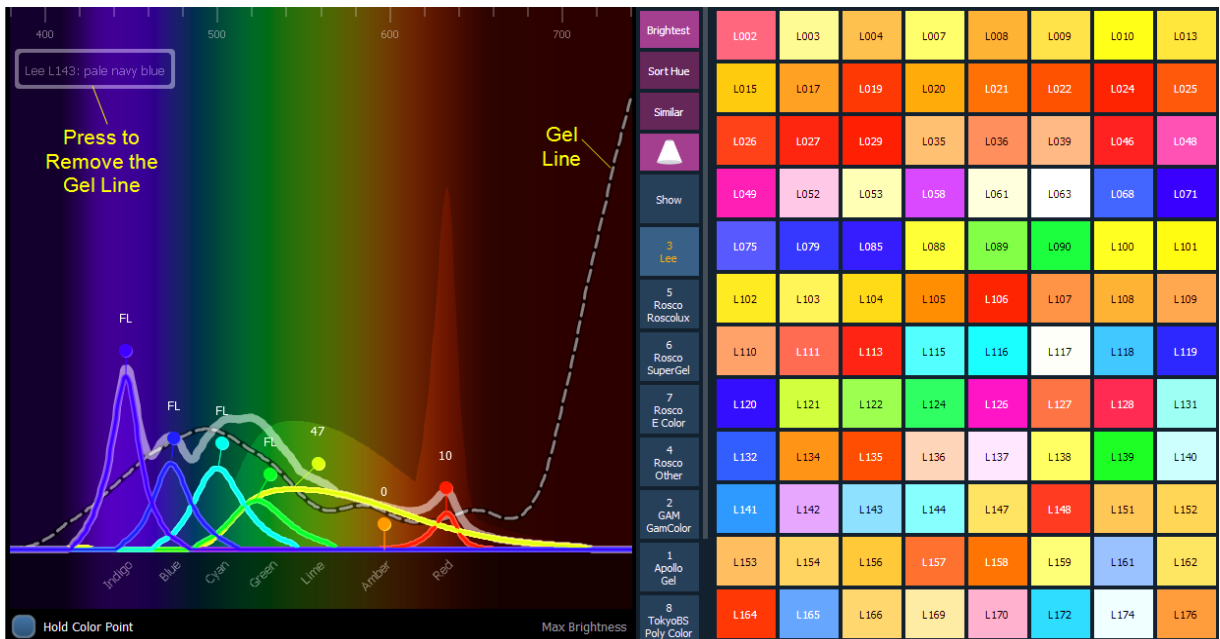 400
500
600
700
Lee L143: pale navy blue
Press to
Remove the
Gel Line
Gel
Line
FL
FL
FL
FL
47
0
10
Indigo
Blue
Cyan
Green
Lime
Amber
Red
Hold Color Point
Max Brightness
Brightest
Sort Hue
Similar
Show
3
Lee
5
Rosco
Roscolux
6
Rosco
SuperGel
7
Rosco
E Color
4
Rosco
Other
2
GAM
GamColor
1
Apollo
Gel
8
TokyoBS
Poly Color
L002 L003 L004 L007 L008 L009 L010 L013
L015 L017 L019 L020 L021 L022 L024 L025
L026 L027 L029 L035 L036 L039 L046 L048
L049 L052 L053 L058 L061 L063 L068 L071
L075 L079 L085 L088 L089 L090 L100 L101
L102 L103 L104 L105 L106 L107 L108 L109
L110 L111 L113 L115 L116 L117 L118 L119
L120 L121 L122 L124 L126 L127 L128 L131
L132 L134 L135 L136 L137 L138 L139 L140
L141 L142 L143 L144 L147 L148 L151 L152
L153 L154 L156 L157 L158 L159 L161 L162
L164 L165 L166 L169 L170 L172 L174 L176